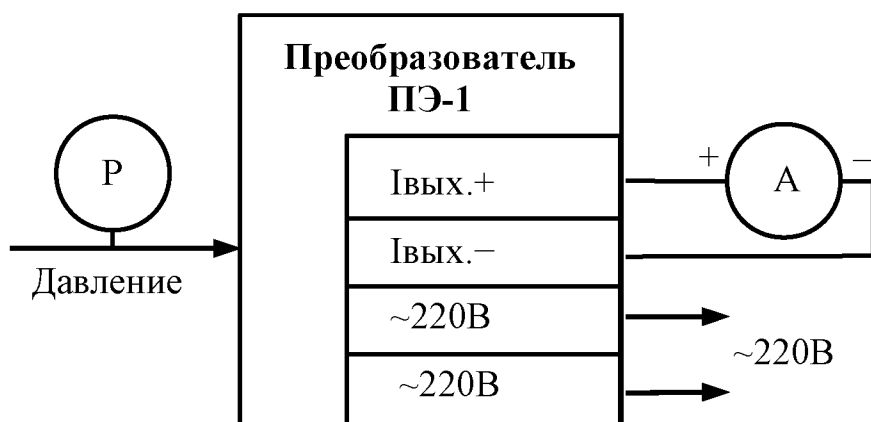 Преобразователь
ПЭ-1
P
Давление
Iвых.+
+
A
–
Iвых.–
~220В
~220В
~220В